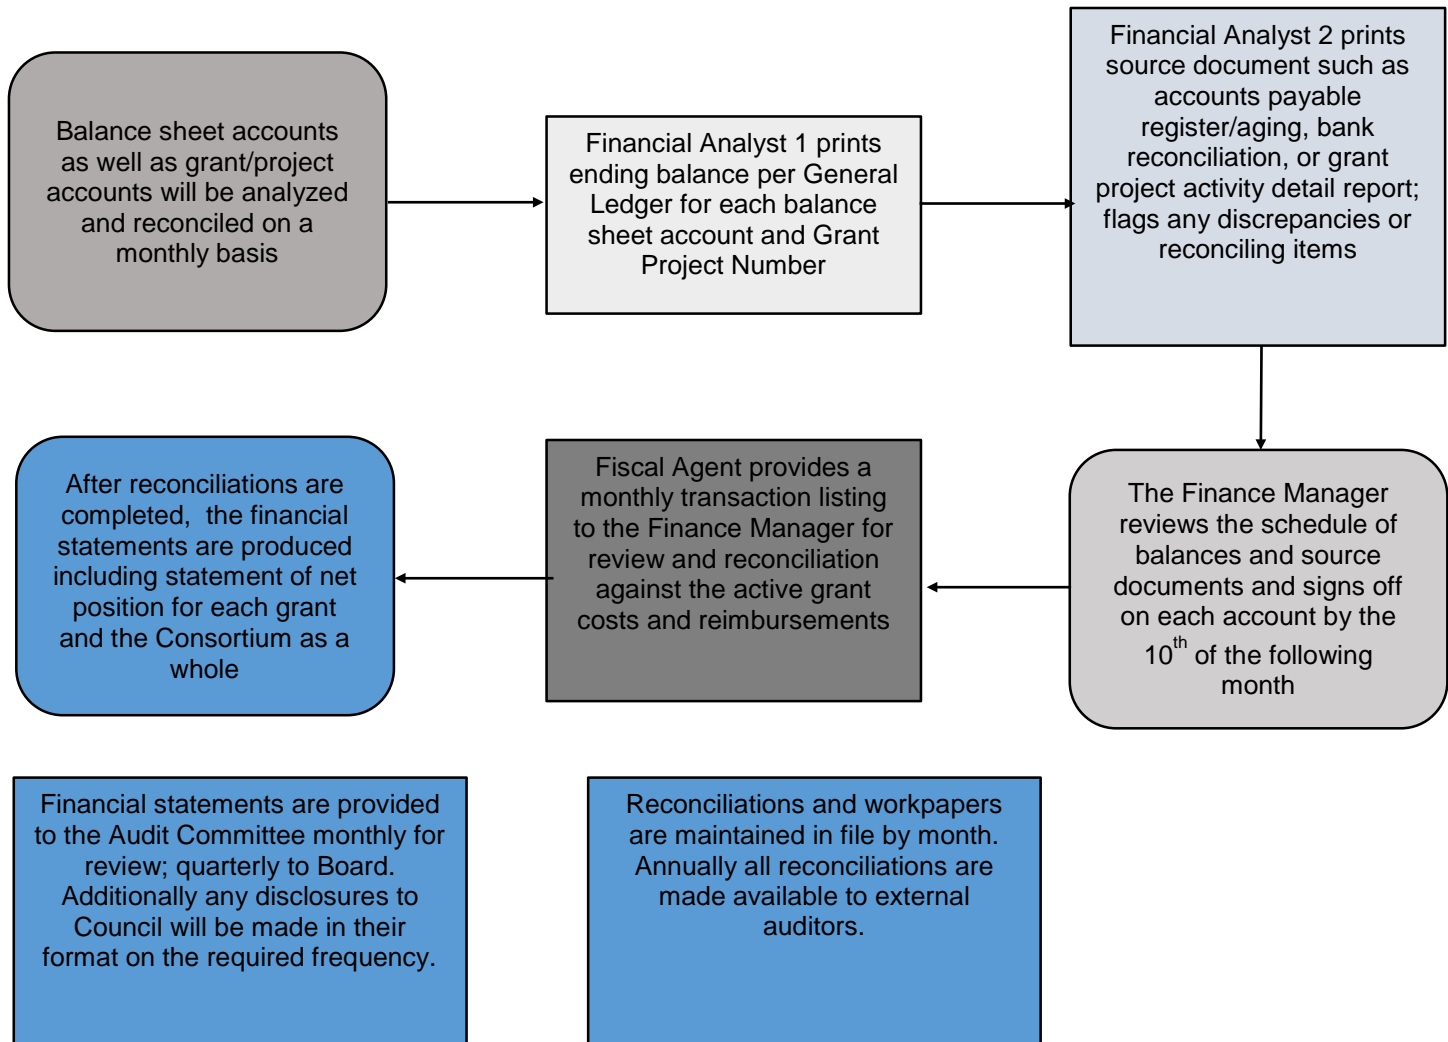 Balance sheet accounts
as well as grant/project
accounts will be analyzed
and reconciled on a
monthly basis
Financial Analyst 1 prints
ending balance per General
Ledger for each balance
sheet account and Grant
Project Number
Financial Analyst 2 prints
source document such as
accounts payable
register/aging, bank
reconciliation, or grant
project activity detail report;
flags any discrepancies or
reconciling items
The Finance Manager
reviews the schedule of
balances and source
documents and signs off
on each account by the
10th of the following
month
Fiscal Agent provides a
monthly transaction listing
to the Finance Manager for
review and reconciliation
against the active grant
costs and reimbursements
After reconciliations are
completed, the financial
statements are produced
including statement of net
position for each grant
and the Consortium as a
whole
Financial statements are provided
to the Audit Committee monthly for
review; quarterly to Board.
Additionally any disclosures to
Council will be made in their
format on the required frequency.
Reconciliations and workpapers
are maintained in file by month.
Annually all reconciliations are
made available to external
auditors.